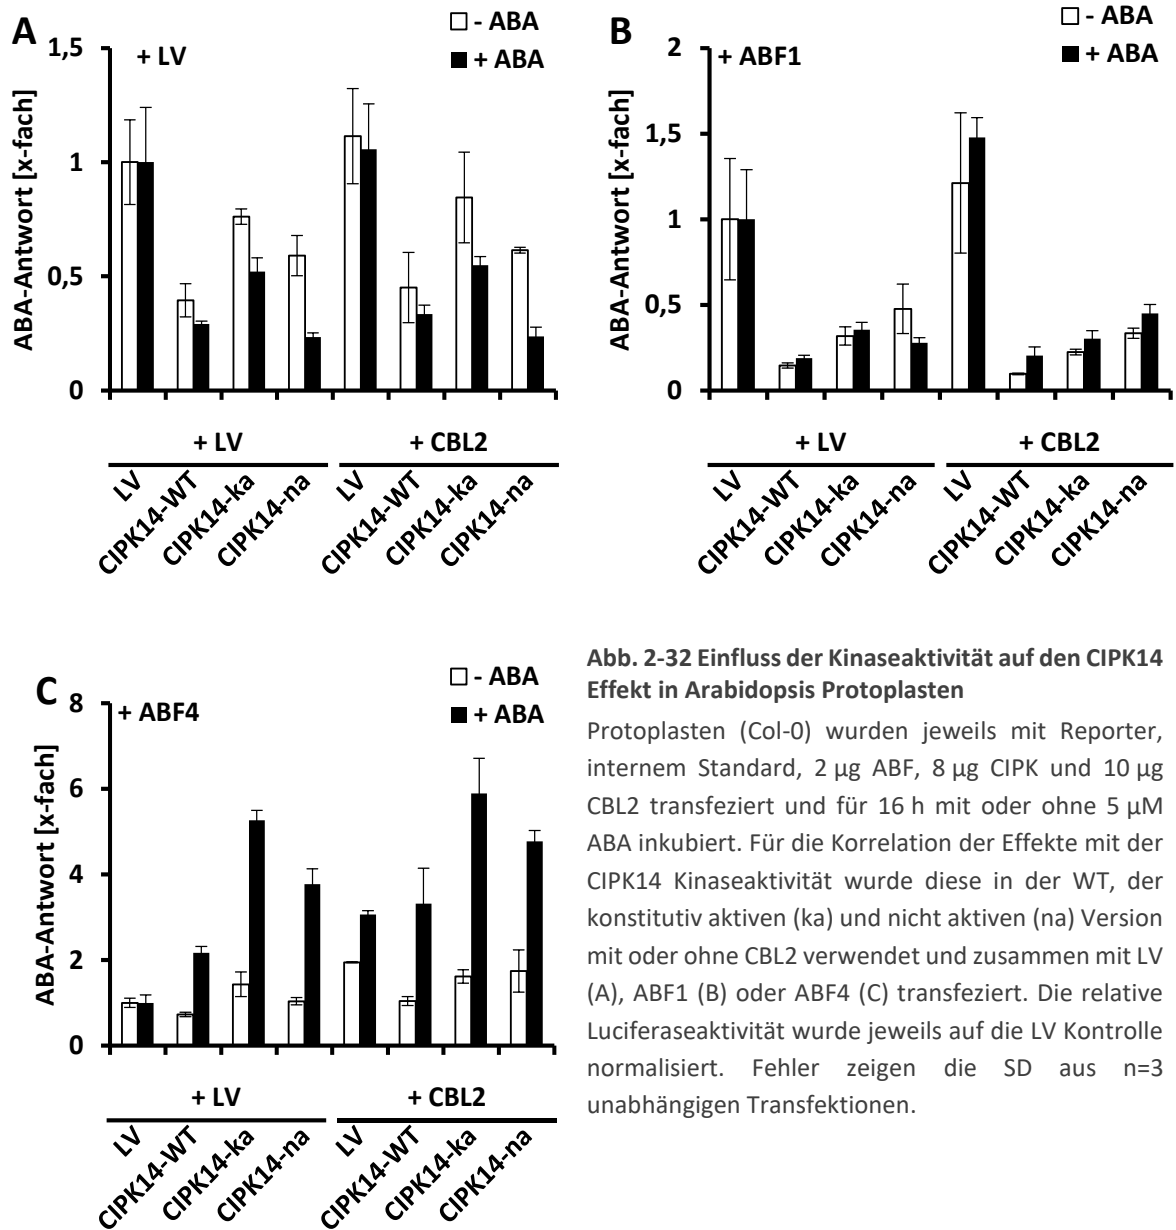 A
1,5
1
0,5
0
ABA-Antwort [x-fach]
+ LV
- ABA
+ ABA
+ LV
+ CBL2
LV
CIPK14-WT
CIPK14-ka
CIPK14-na
LV
CIPK14-WT
CIPK14-ka
CIPK14-na
B
2
1,5
1
0,5
0
ABA-Antwort [x-fach]
+ ABF1
- ABA
+ ABA
+ LV
+ CBL2
LV
CIPK14-WT
CIPK14-ka
CIPK14-na
LV
CIPK14-WT
CIPK14-ka
CIPK14-na
C
8
6
4
2
0
ABA-Antwort [x-fach]
+ ABF4
- ABA
+ ABA
+ LV
+ CBL2
LV
CIPK14-WT
CIPK14-ka
CIPK14-na
LV
CIPK14-WT
CIPK14-ka
CIPK14-na
Abb. 2-32 Einfluss der Kinaseaktivität auf den CIPK14
Effekt in Arabidopsis Protoplasten
Protoplasten (Col-0) wurden jeweils mit Reporter,
internem Standard, 2 µg ABF, 8 µg CIPK und 10 µg
CBL2 transfeziert und für 16 h mit oder ohne 5 µM
ABA inkubiert. Für die Korrelation der Effekte mit der
CIPK14 Kinaseaktivität wurde diese in der WT, der
konstitutiv aktiven (ka) und nicht aktiven (na) Version
mit oder ohne CBL2 verwendet und zusammen mit LV
(A), ABF1 (B) oder ABF4 (C) transfeziert. Die relative
Luciferaseaktivität wurde jeweils auf die LV Kontrolle
normalisiert. Fehler zeigen die SD aus n=3
unabhängigen Transfektionen.